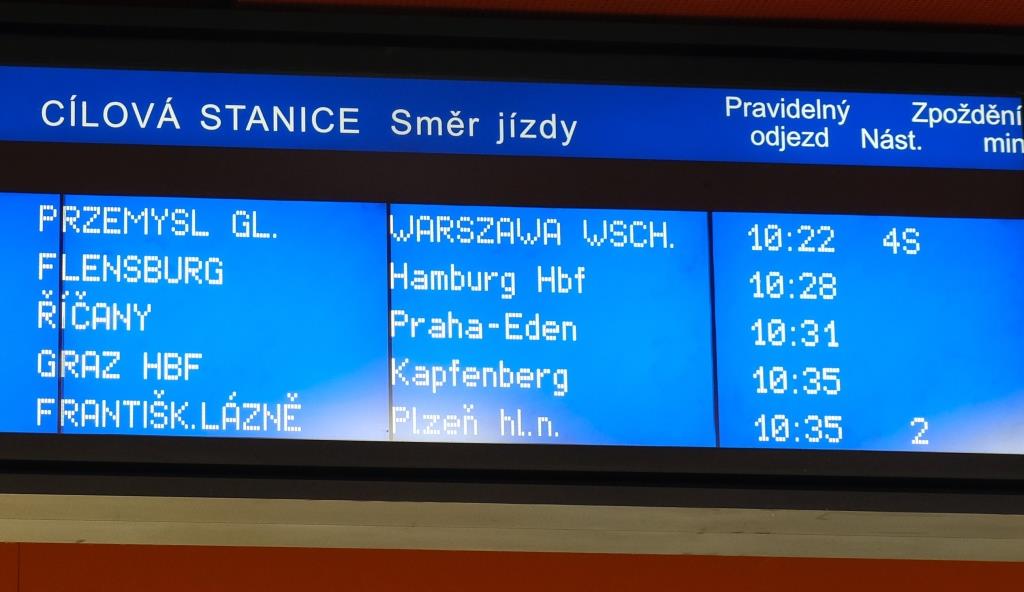 CÍLOVÁ STANICE Směr jízdy Pravidelný odjezd Nást. Zpoždění min
PRZEMYSL GL. WARSZAWA WSCH. 10:22 4S
FLENSBURG Hamburg Hbf 10:28
ŘÍČANY Praha-Eden 10:31
GRAZ HBF Kapfenberg 10:35
FRANTIŠK.LÁZNĚ Plzeň hl.n. 10:35 2